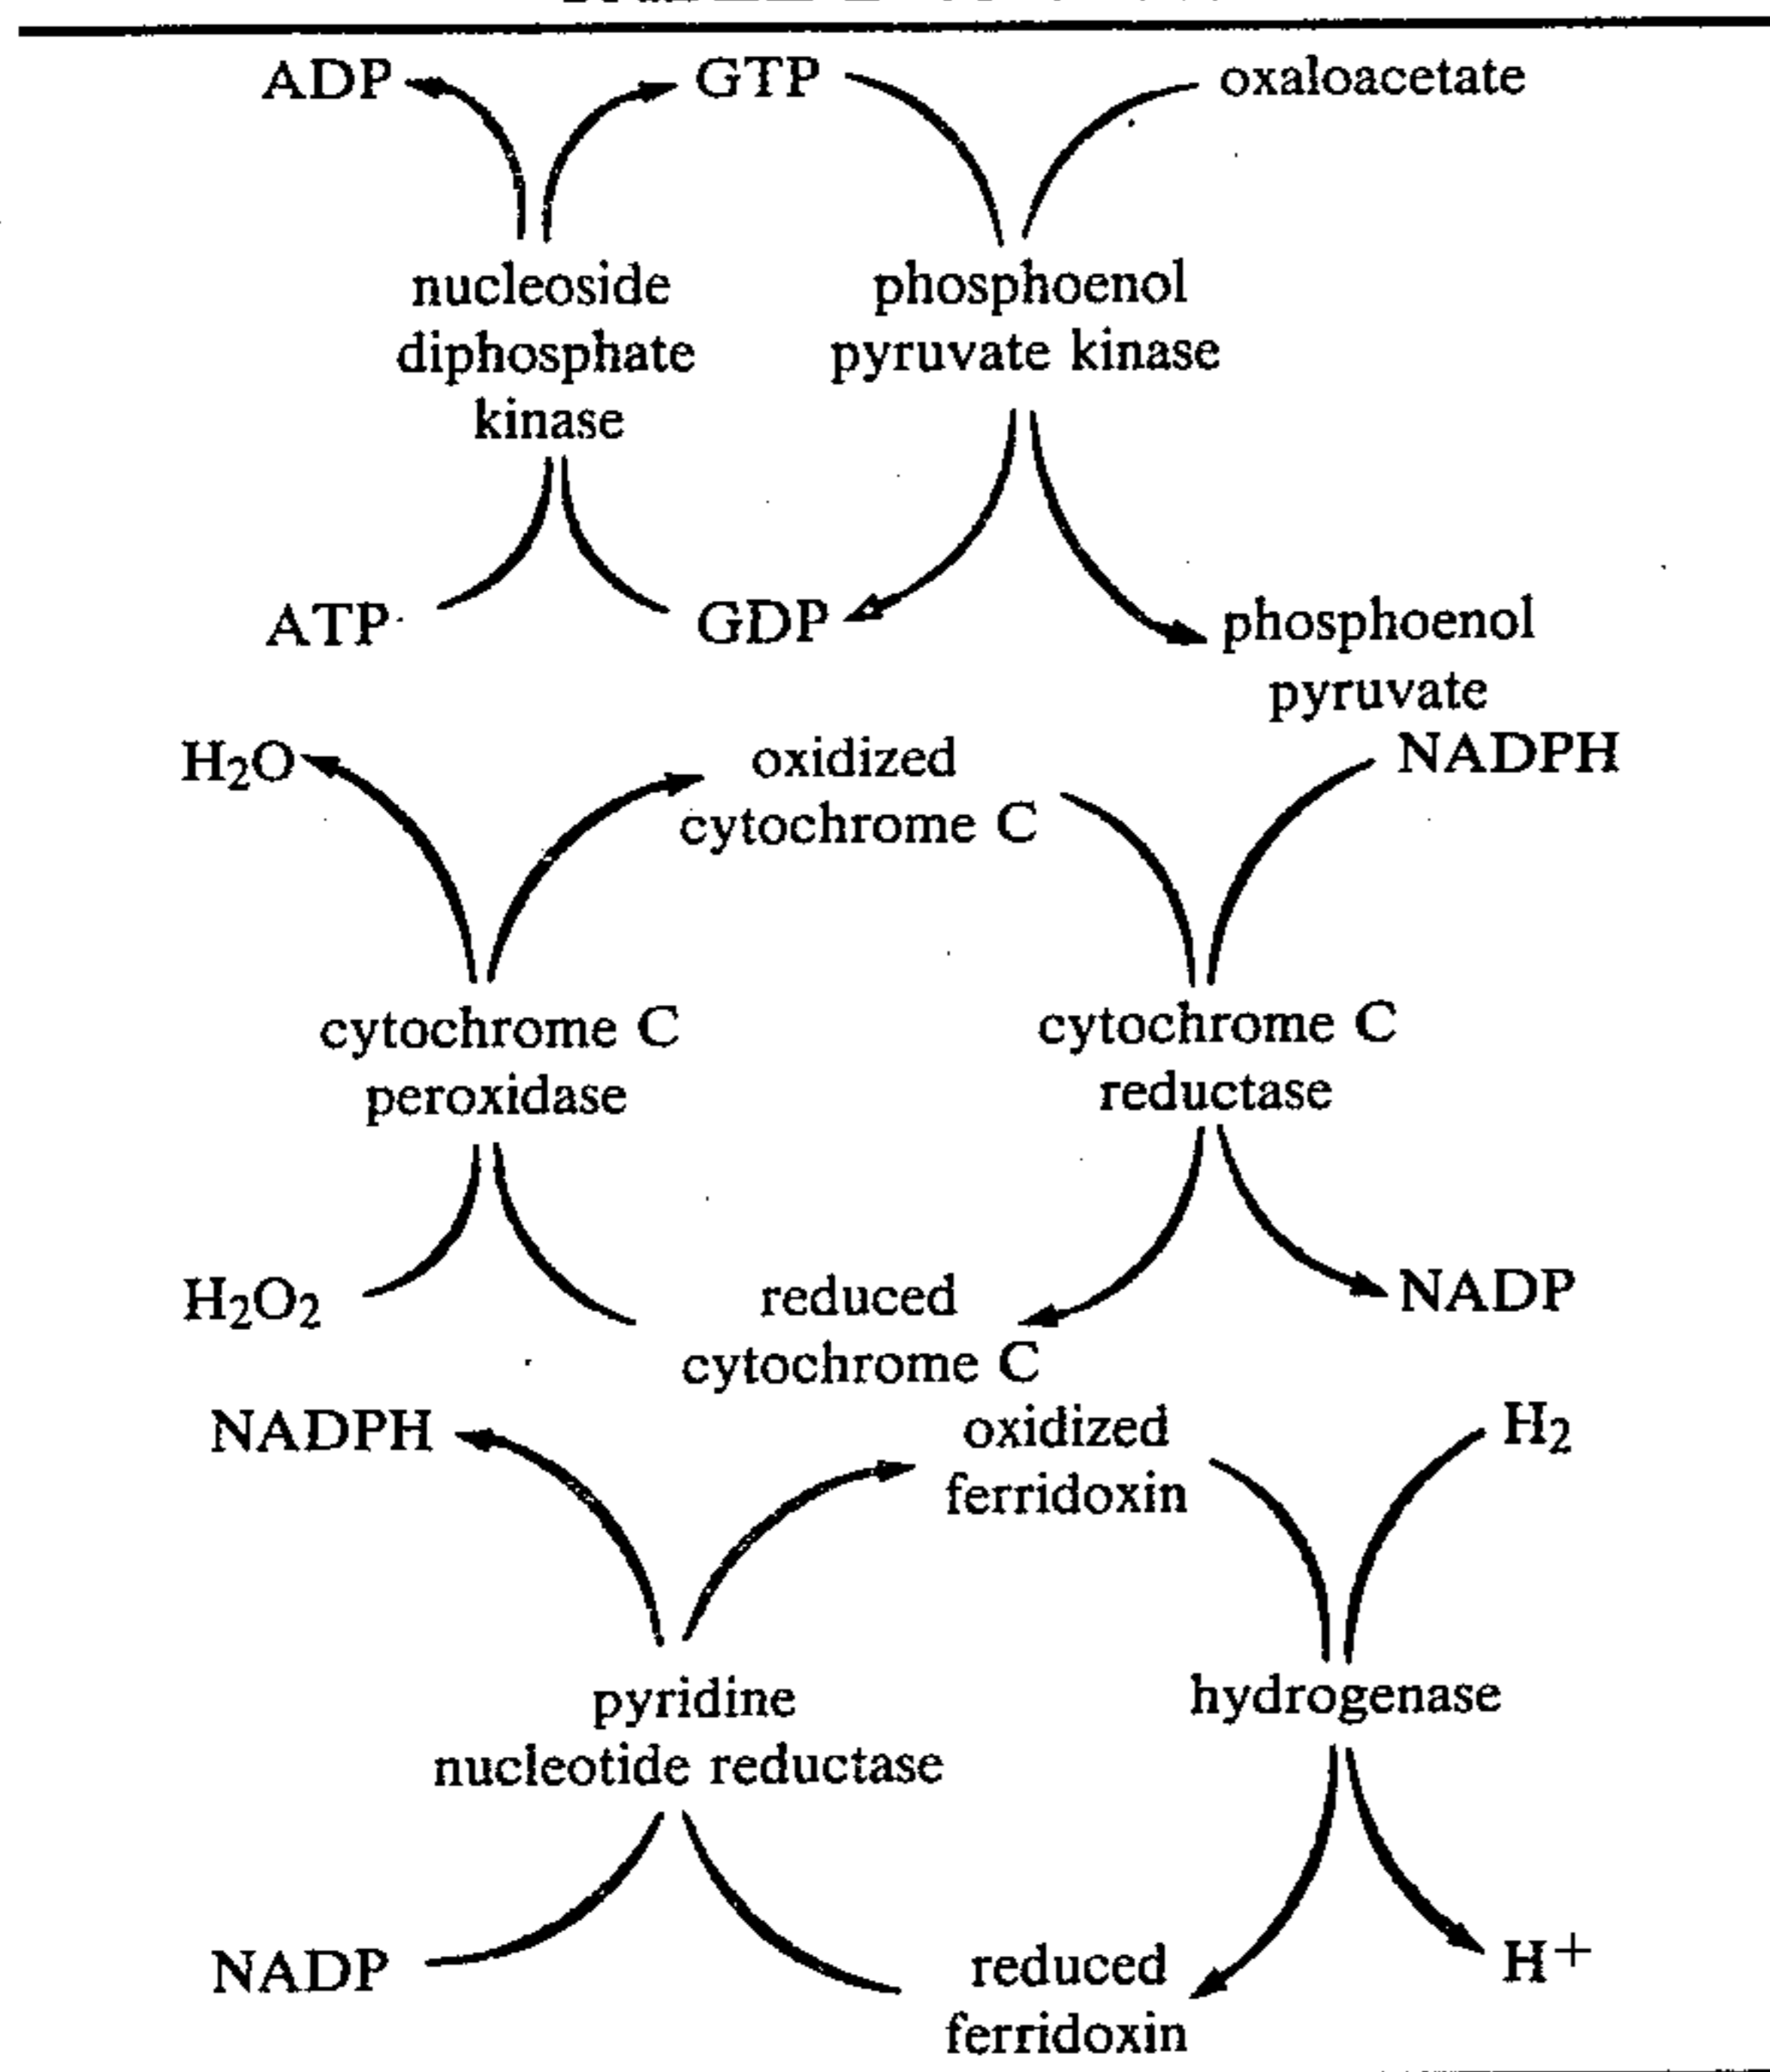 ADP GTP oxaloacetate
nucleoside phosphoenol
diphosphate pyruvate kinase
kinase
ATP GDP phosphoenol
pyruvate
H₂O oxidized NADPH
cytochrome C
cytochrome C cytochrome C
peroxidase reductase
H₂O₂ reduced NADP
cytochrome C
NADPH oxidized H₂
ferridoxin
pyridine hydrogenase
nucleotide reductase
NADP reduced H⁺
ferridoxin